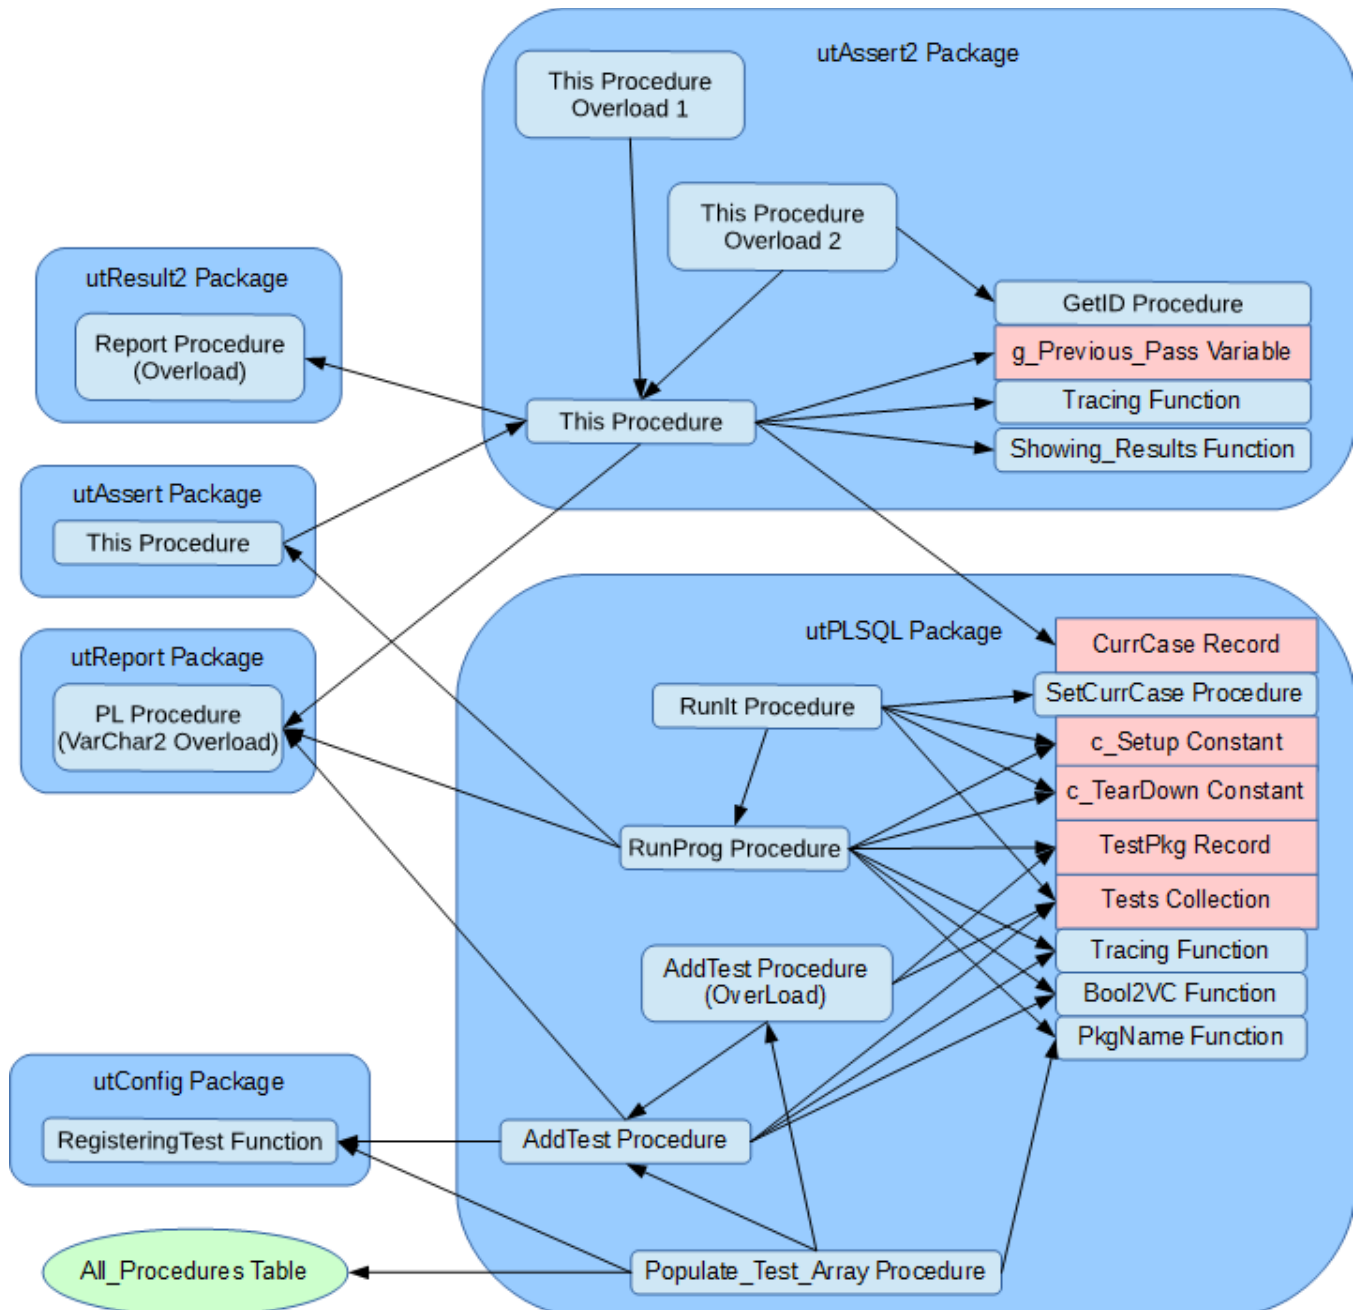 utAssert2 Package
This Procedure
Overload 1
This Procedure
Overload 2
GetID Procedure
g_Previous_Pass Variable
Tracing Function
Showing_Results Function
This Procedure
utResult2 Package
Report Procedure
(Overload)
utAssert Package
This Procedure
utReport Package
PL Procedure
(VarChar2 Overload)
utPLSQL Package
CurrCase Record
SetCurrCase Procedure
c_Setup Constant
c_TearDown Constant
TestPkg Record
Tests Collection
Tracing Function
Bool2VC Function
PkgName Function
RunIt Procedure
RunProg Procedure
AddTest Procedure
(OverLoad)
AddTest Procedure
Populate_Test_Array Procedure
utConfig Package
RegisteringTest Function
All_Procedures Table